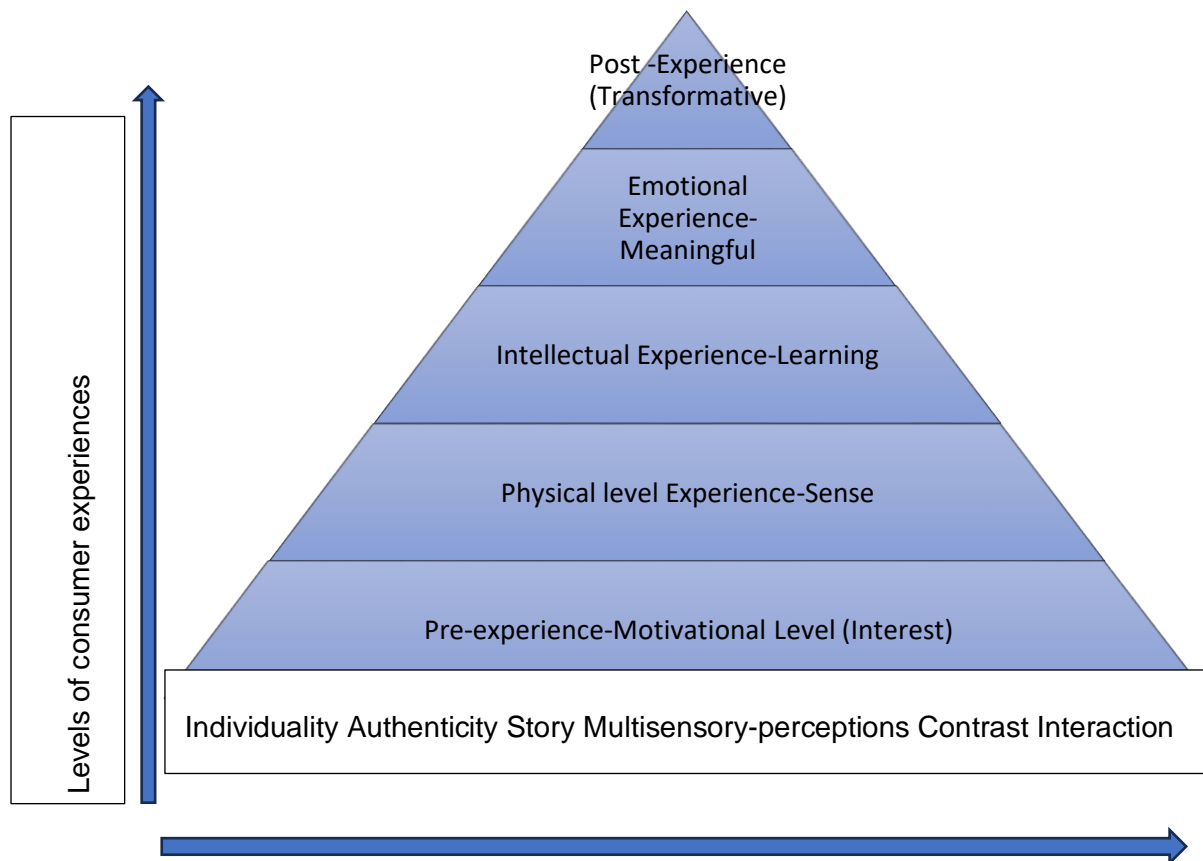 Post -Experience
(Transformative)
Emotional
Experience-
Meaningful
Intellectual Experience-Learning
Physical level Experience-Sense
Pre-experience-Motivational Level (Interest)
Individuality Authenticity Story Multisensory-perceptions Contrast Interaction
Levels of consumer experiences